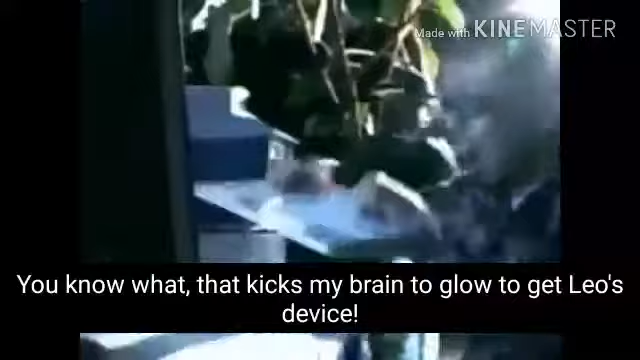 Made with KINEMASTER
You know what, that kicks my brain to glow to get Leo's
device!